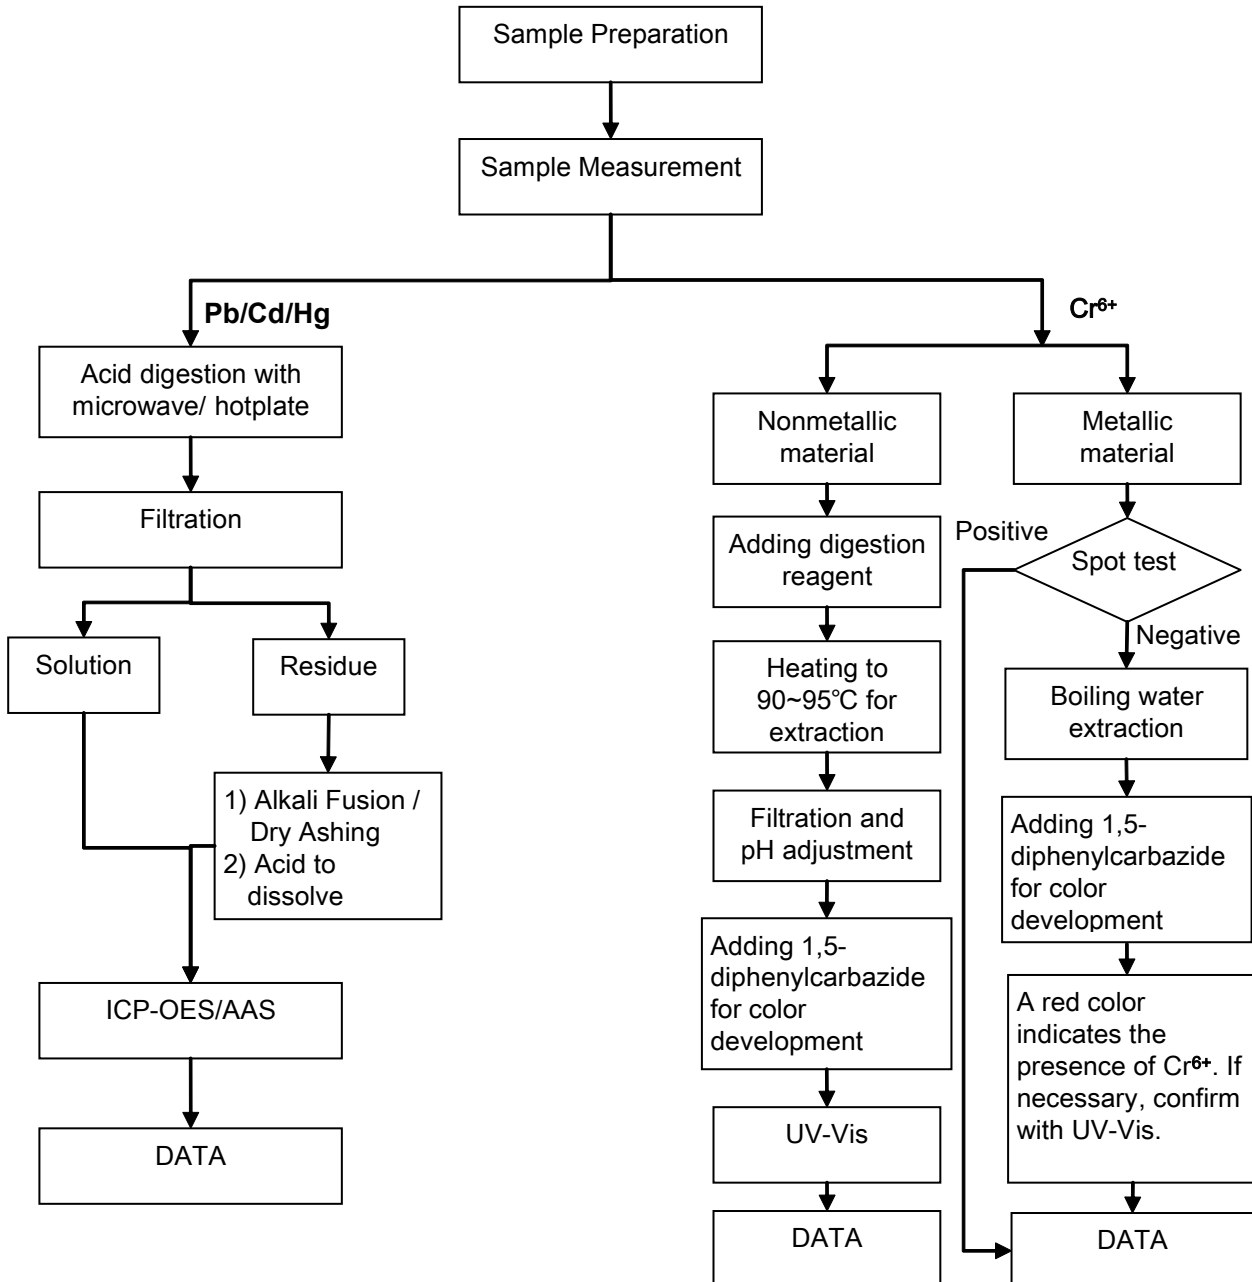 Sample Preparation
Sample Measurement
Pb/Cd/Hg
Acid digestion with
microwave/ hotplate
Filtration
Solution
Residue
1) Alkali Fusion /
Dry Ashing
2) Acid to
dissolve
ICP-OES/AAS
DATA
Cr⁶⁺
Nonmetallic
material
Adding digestion
reagent
Heating to
90~95℃ for
extraction
Filtration and
pH adjustment
Adding 1,5-
diphenylcarbazide
for color
development
UV-Vis
DATA
Metallic
material
Positive
Spot test
Negative
Boiling water
extraction
Adding 1,5-
diphenylcarbazide
for color
development
A red color
indicates the
presence of Cr⁶⁺. If
necessary, confirm
with UV-Vis.
DATA